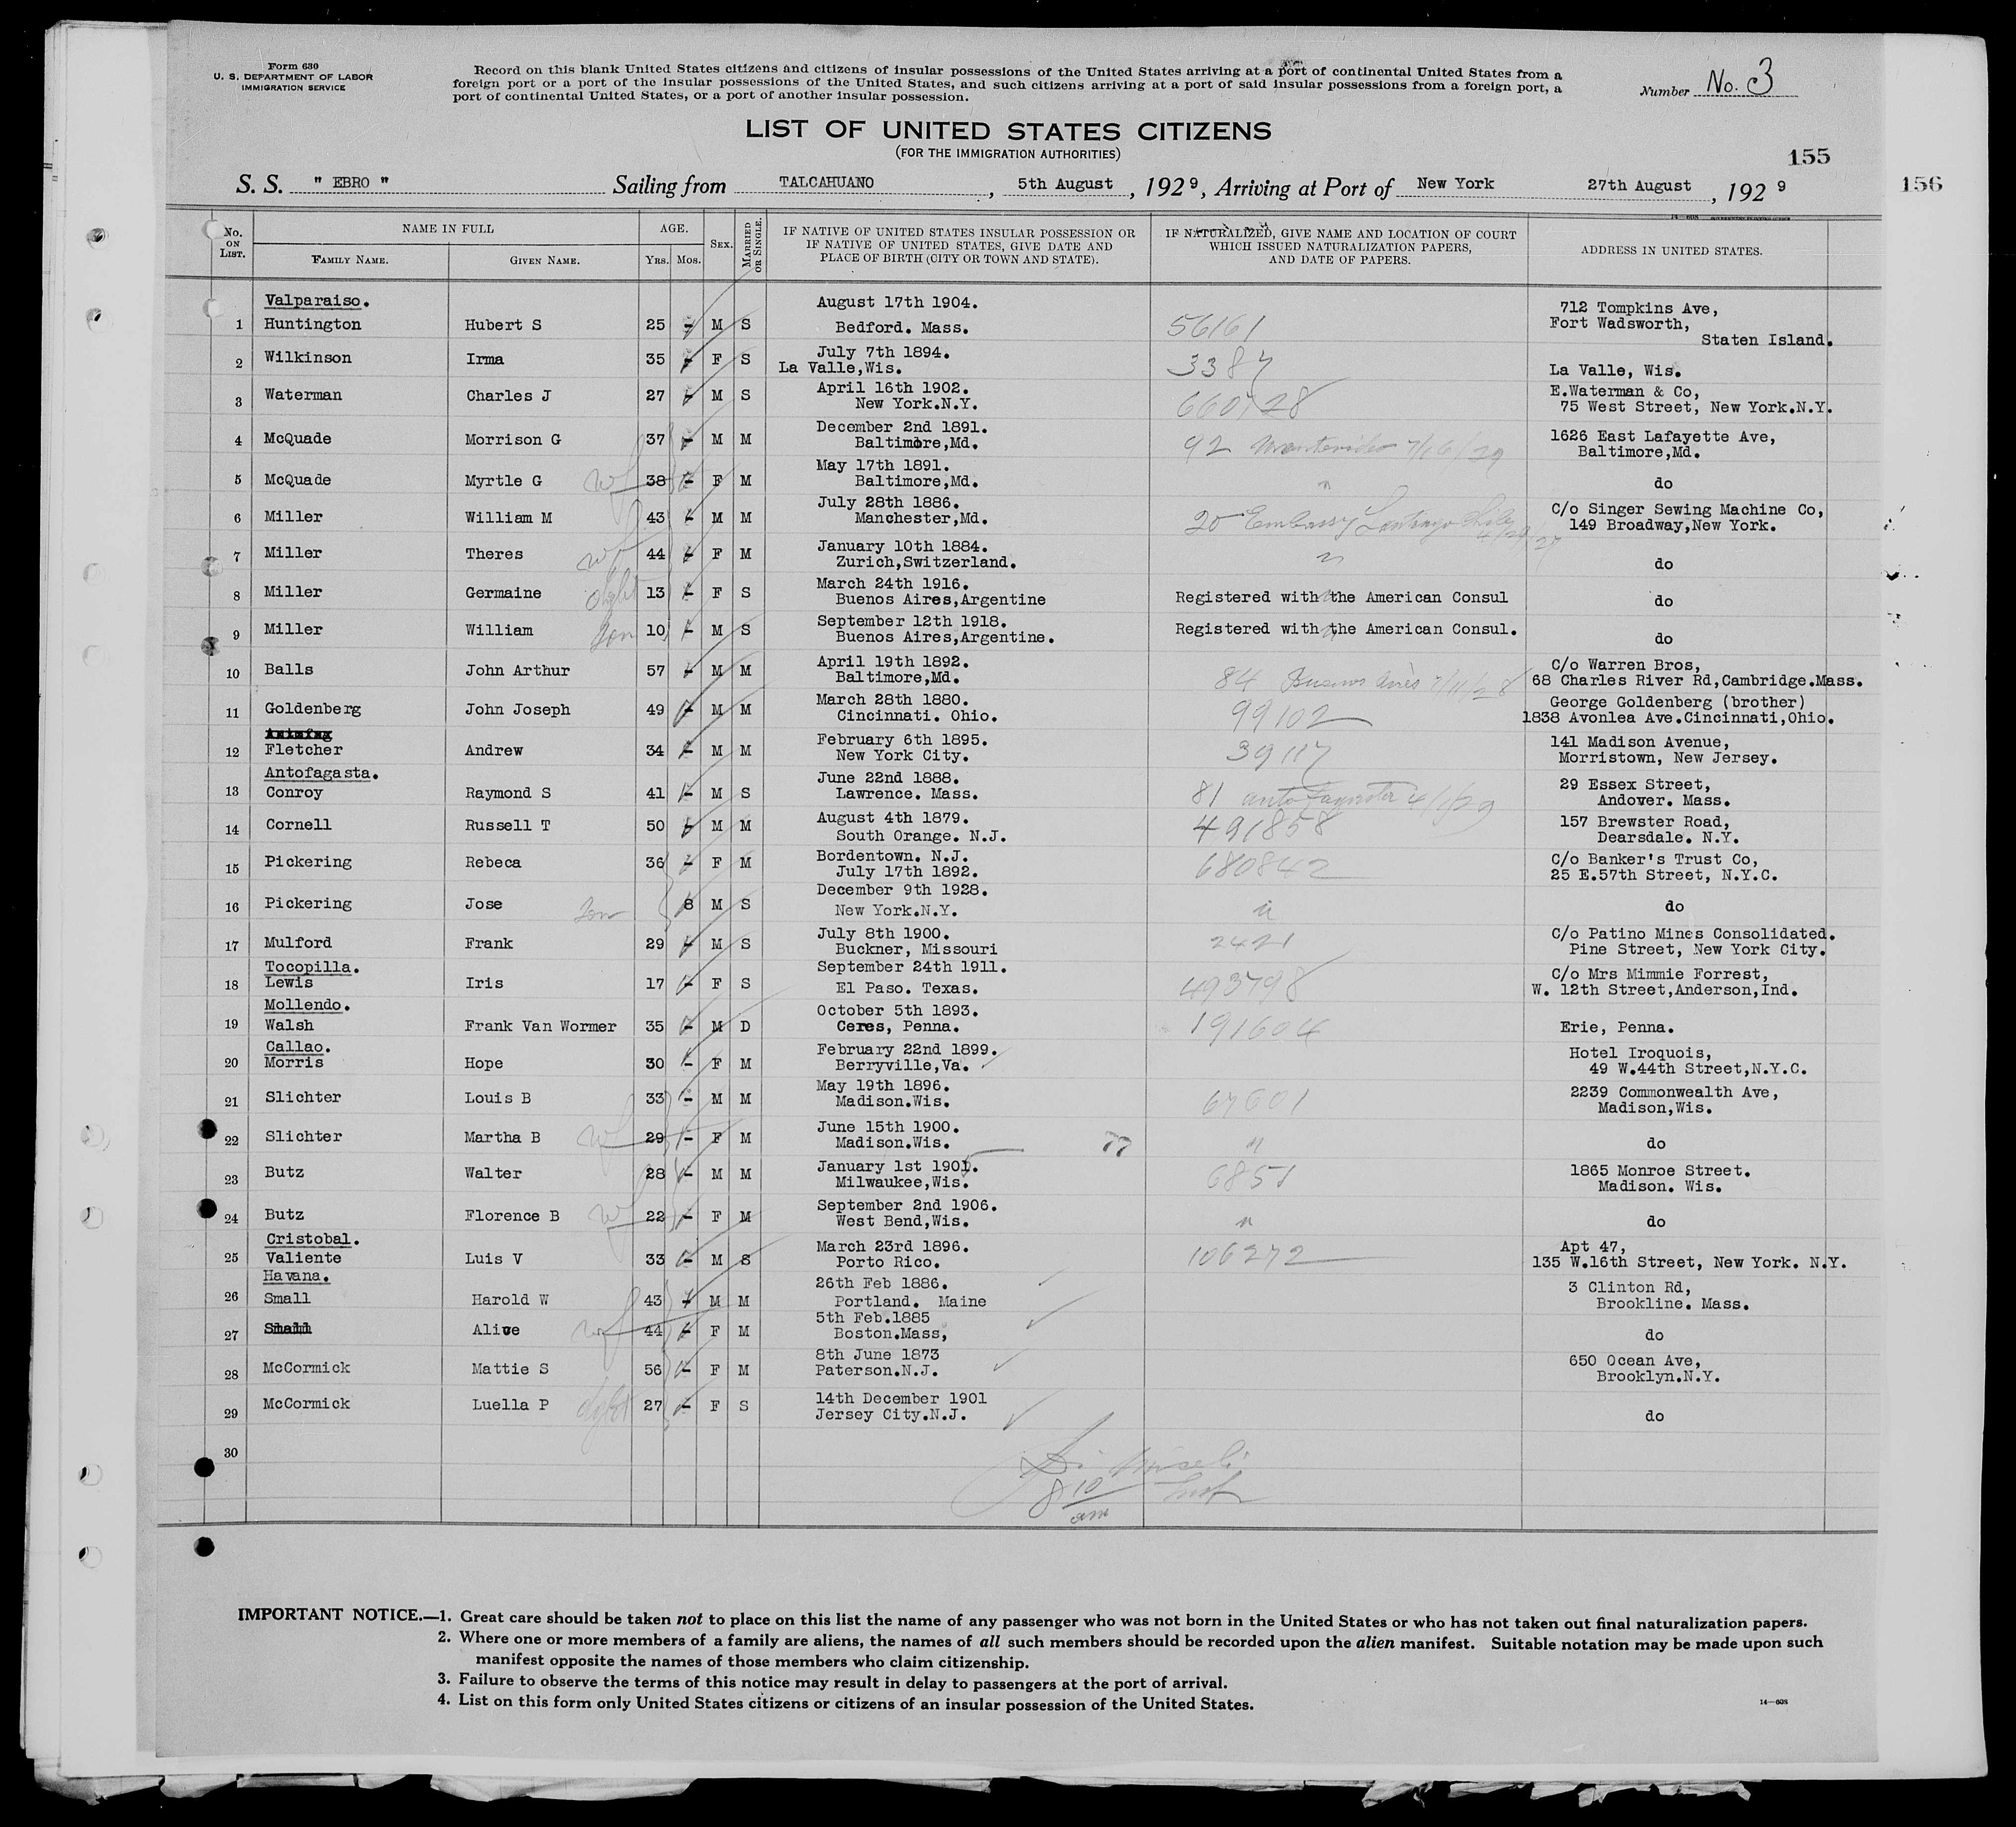 Form 630
U. S. DEPARTMENT OF LABOR
IMMIGRATION SERVICE
Record on this blank United States citizens and citizens of insular possessions of the United States arriving at a port of continental United States from a
foreign port or a port of the insular possessions of the United States, and such citizens arriving at a port of said insular possessions from a foreign port, a
port of continental United States, or a port of another insular possession.
Number No. 3
LIST OF UNITED STATES CITIZENS
(FOR THE IMMIGRATION AUTHORITIES)
155
156
S. S. " EBRO " Sailing from TALCAHUANO, 5th August, 1929, Arriving at Port of New York 27th August, 1929
No. ON LIST. NAME IN FULL FAMILY NAME. GIVEN NAME. AGE. YRS. MOS. SEX. MARRIED OR SINGLE. IF NATIVE OF UNITED STATES INSULAR POSSESSION OR IF NATIVE OF UNITED STATES, GIVE DATE AND PLACE OF BIRTH (CITY OR TOWN AND STATE). IF NATURALIZED, GIVE NAME AND LOCATION OF COURT WHICH ISSUED NATURALIZATION PAPERS, AND DATE OF PAPERS. ADDRESS IN UNITED STATES.
Valparaiso.
1 Huntington Hubert S 25 - M S August 17th 1904. Bedford. Mass. 56161 712 Tompkins Ave, Fort Wadsworth, Staten Island.
2 Wilkinson Irma 35 - F S July 7th 1894. La Valle,Wis. 3387 La Valle, Wis.
3 Waterman Charles J 27 - M S April 16th 1902. New York.N.Y. 660728 E.Waterman & Co, 75 West Street, New York.N.Y.
4 McQuade Morrison G 37 - M M December 2nd 1891. Baltimore,Md. 92 Montevideo 7/16/29 1626 East Lafayette Ave, Baltimore,Md.
5 McQuade Myrtle G wf 38 - F M May 17th 1891. Baltimore,Md. " do
6 Miller William M 43 - M M July 28th 1886. Manchester,Md. 20 Embassy Santiago Chile C/o Singer Sewing Machine Co, 149 Broadway,New York.
7 Miller Theres wf 44 - F M January 10th 1884. Zurich,Switzerland. " do
8 Miller Germaine dght 13 - F S March 24th 1916. Buenos Aires,Argentine Registered with the American Consul do
9 Miller William son 10 - M S September 12th 1918. Buenos Aires,Argentine. Registered with the American Consul. do
10 Balls John Arthur 57 - M M April 19th 1892. Baltimore,Md. 84 Buenos Aires 7/11/28 C/o Warren Bros, 68 Charles River Rd,Cambridge.Mass.
11 Goldenberg John Joseph 49 - M M March 28th 1880. Cincinnati. Ohio. 99102 George Goldenberg (brother) 1838 Avonlea Ave.Cincinnati,Ohio.
12 Fletcher Andrew 34 - M M February 6th 1895. New York City. 39117 141 Madison Avenue, Morristown, New Jersey.
Antofagasta.
13 Conroy Raymond S 41 - M S June 22nd 1888. Lawrence. Mass. 81 Antofagasta 4/1/29 29 Essex Street, Andover. Mass.
14 Cornell Russell T 50 - M M August 4th 1879. South Orange. N.J. 491858 157 Brewster Road, Dearsdale. N.Y.
15 Pickering Rebeca 36 - F M Bordentown. N.J. July 17th 1892. 680842 C/o Banker's Trust Co, 25 E.57th Street, N.Y.C.
16 Pickering Jose son 8 M S December 9th 1928. New York.N.Y. " do
17 Mulford Frank 29 - M S July 8th 1900. Buckner, Missouri 2421 C/o Patino Mines Consolidated. Pine Street, New York City.
Tocopilla.
18 Lewis Iris 17 - F S September 24th 1911. El Paso. Texas. 493798 C/o Mrs Mimmie Forrest, W. 12th Street,Anderson,Ind.
Mollendo.
19 Walsh Frank Van Wormer 35 - M D October 5th 1893. Ceres, Penna. 191604 Erie, Penna.
Callao.
20 Morris Hope 30 - F M February 22nd 1899. Berryville,Va. Hotel Iroquois, 49 W.44th Street,N.Y.C.
21 Slichter Louis B 33 - M M May 19th 1896. Madison.Wis. 67601 2239 Commonwealth Ave, Madison,Wis.
22 Slichter Martha B wf 29 - F M June 15th 1900. Madison.Wis. 77 " do
23 Butz Walter 28 - M M January 1st 1901. Milwaukee,Wis. 6851 1865 Monroe Street. Madison. Wis.
24 Butz Florence B wf 22 - F M September 2nd 1906. West Bend,Wis. " do
Cristobal.
25 Valiente Luis V 33 - M S March 23rd 1896. Porto Rico. 106272 Apt 47, 135 W.16th Street, New York. N.Y.
Havana.
26 Small Harold W 43 - M M 26th Feb 1886. Portland. Maine 3 Clinton Rd, Brookline. Mass.
27 Small Alive wf 44 - F M 5th Feb.1885 Boston.Mass, do
28 McCormick Mattie S 56 - F M 8th June 1873 Paterson.N.J. 650 Ocean Ave, Brooklyn.N.Y.
29 McCormick Luella P dght 27 - F S 14th December 1901 Jersey City.N.J. do
30
8 10 am
IMPORTANT NOTICE.—1. Great care should be taken not to place on this list the name of any passenger who was not born in the United States or who has not taken out final naturalization papers.
2. Where one or more members of a family are aliens, the names of all such members should be recorded upon the alien manifest. Suitable notation may be made upon such
manifest opposite the names of those members who claim citizenship.
3. Failure to observe the terms of this notice may result in delay to passengers at the port of arrival.
4. List on this form only United States citizens or citizens of an insular possession of the United States.
14—608